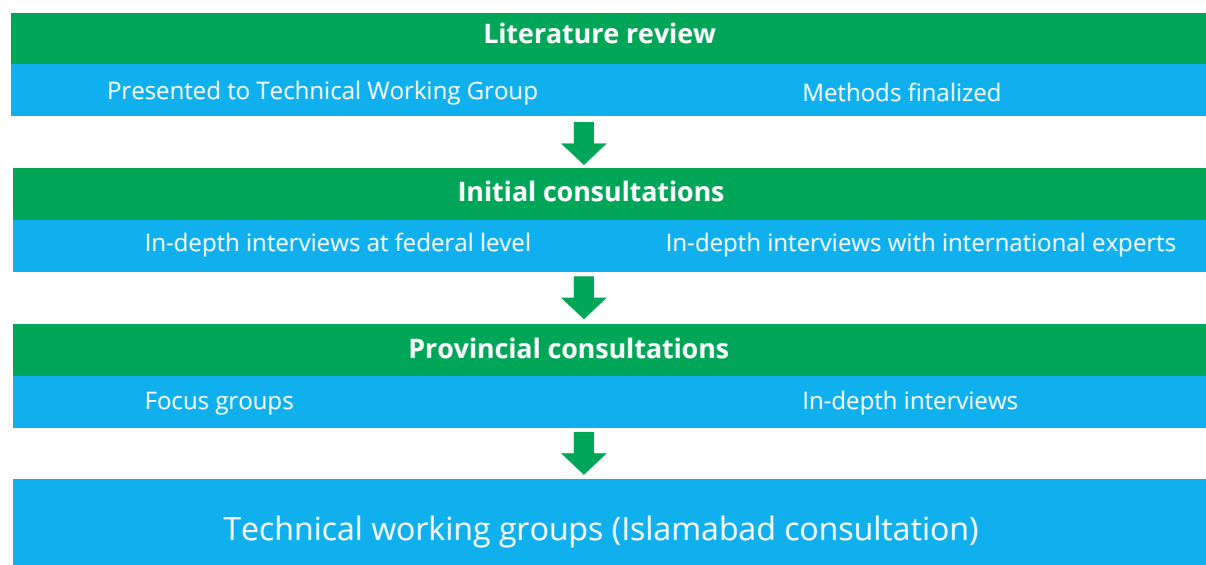 Literature review
Presented to Technical Working Group
Methods finalized
Initial consultations
In-depth interviews at federal level
In-depth interviews with international experts
Provincial consultations
Focus groups
In-depth interviews
Technical working groups (Islamabad consultation)